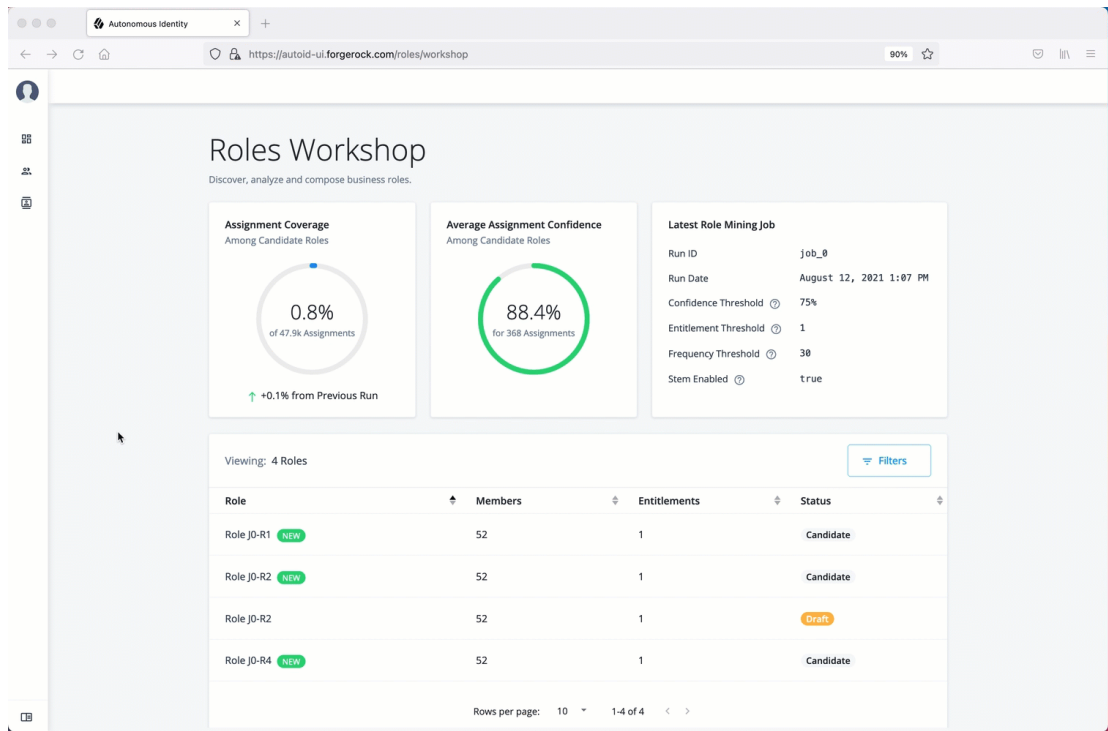 Autonomous Identity
https://autoid-ui.forgerock.com/roles/workshop
90%
Roles Workshop
Discover, analyze and compose business roles.
Assignment Coverage
Among Candidate Roles
0.8%
of 47.9k Assignments
+0.1% from Previous Run
Average Assignment Confidence
Among Candidate Roles
88.4%
for 368 Assignments
Latest Role Mining Job
Run ID job_0
Run Date August 12, 2021 1:07 PM
Confidence Threshold 75%
Entitlement Threshold 1
Frequency Threshold 30
Stem Enabled true
Viewing: 4 Roles
Filters
Role Members Entitlements Status
Role J0-R1 NEW 52 1 Candidate
Role J0-R2 NEW 52 1 Candidate
Role J0-R2 52 1 Draft
Role J0-R4 NEW 52 1 Candidate
Rows per page: 10 1-4 of 4